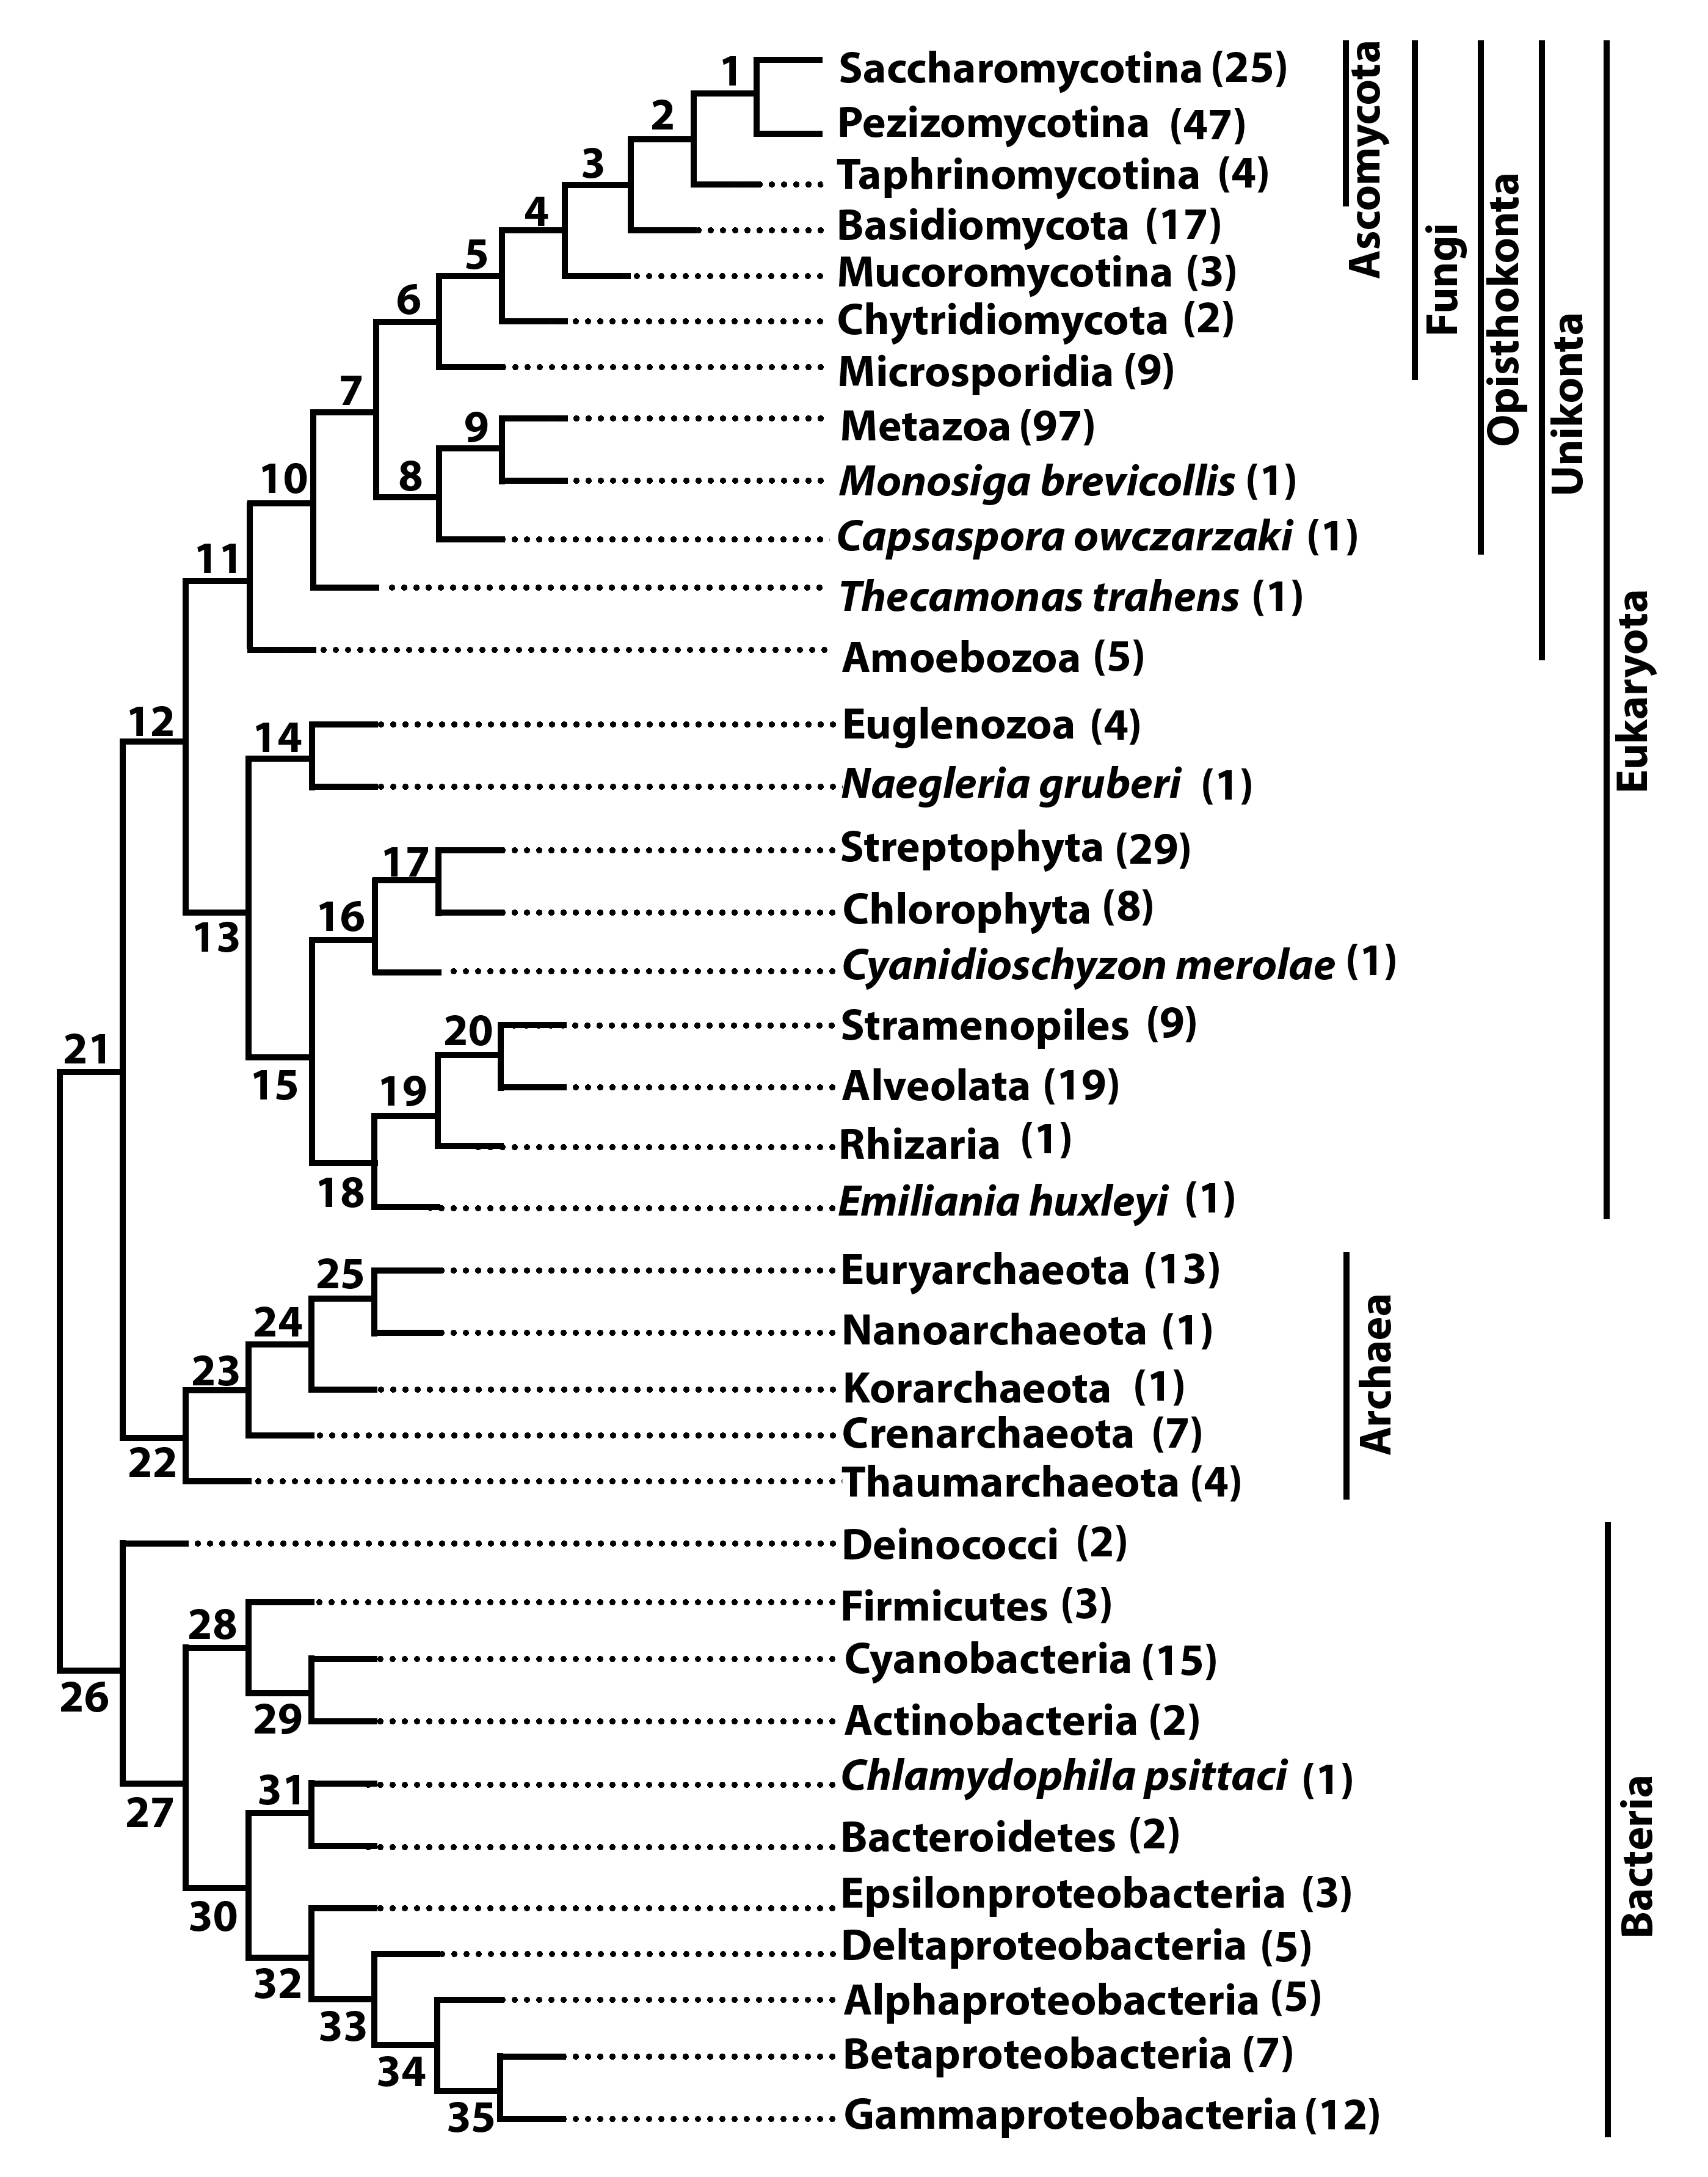 1
Saccharomycotina (25)
Pezizomycotina (47)
2
Taphrinomycotina (4)
3
Basidiomycota (17)
4
Mucoromycotina (3)
5
Chytridiomycota (2)
6
Microsporidia (9)
7
Metazoa (97)
9
Monosiga brevicollis (1)
8
Capsaspora owczarzaki (1)
10
Thecamonas trahens (1)
11
Amoebozoa (5)
12
Euglenozoa (4)
14
Naegleria gruberi (1)
13
Streptophyta (29)
17
Chlorophyta (8)
16
Cyanidioschyzon merolae (1)
Stramenopiles (9)
20
Alveolata (19)
15
19
Rhizaria (1)
18
Emiliania huxleyi (1)
21
Euryarchaeota (13)
25
Nanoarchaeota (1)
24
Korarchaeota (1)
23
Crenarchaeota (7)
22
Thaumarchaeota (4)
Deinococci (2)
Firmicutes (3)
28
Cyanobacteria (15)
26
29
Actinobacteria (2)
Chlamydophila psittaci (1)
31
27
Bacteroidetes (2)
Epsilonproteobacteria (3)
30
Deltaproteobacteria (5)
32
Alphaproteobacteria (5)
33
Betaproteobacteria (7)
34
Gammaproteobacteria (12)
35
Ascomycota
Fungi
Opisthokonta
Unikonta
Eukaryota
Archaea
Bacteria